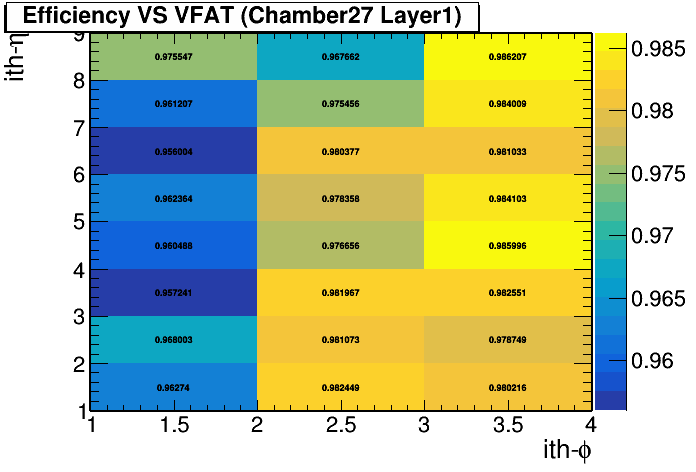 Efficiency VS VFAT (Chamber27 Layer1)
ith-η
9
8
7
6
5
4
3
2
1
0.975547 0.967662 0.986207
0.961207 0.975456 0.984009
0.956004 0.980377 0.981033
0.962364 0.978358 0.984103
0.960488 0.976656 0.985996
0.957241 0.981967 0.982551
0.968003 0.981073 0.978749
0.96274 0.982449 0.980216
1 1.5 2 2.5 3 3.5 4
ith-ϕ
0.985
0.98
0.975
0.97
0.965
0.96